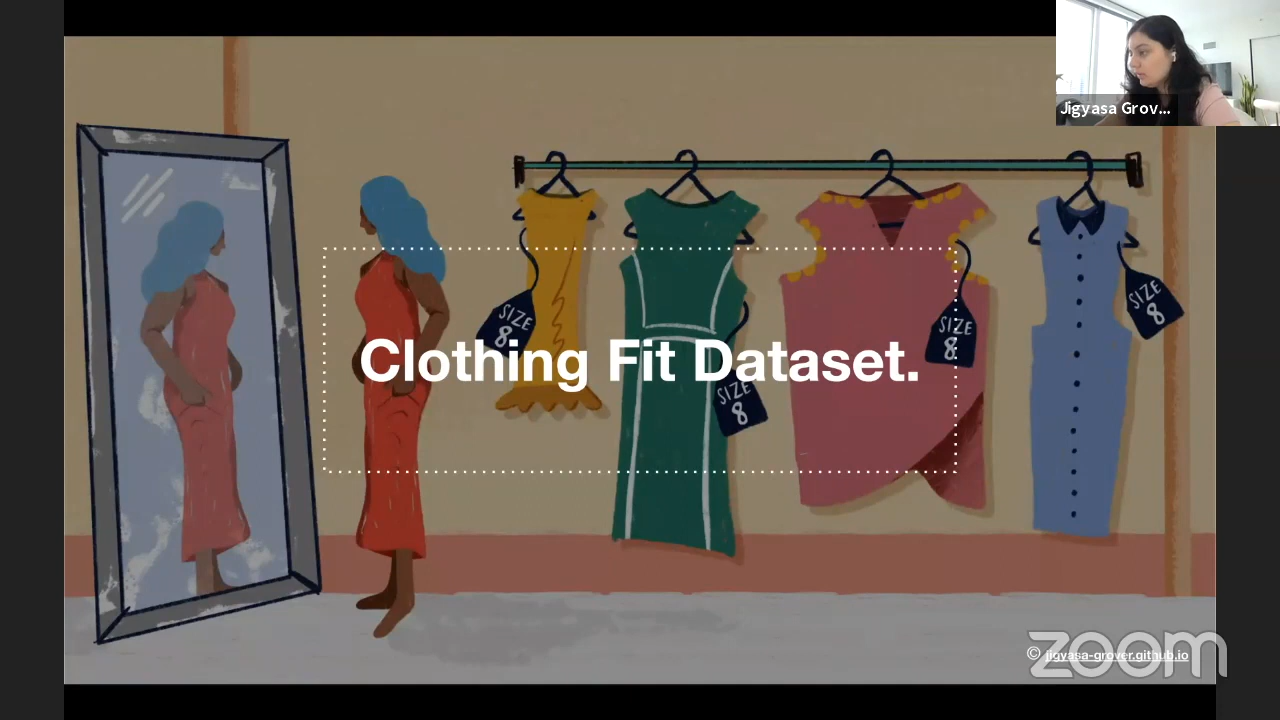 Jigyasa Grov...
SIZE
8
SIZE
8
SIZE
8
SIZE
8
Clothing Fit Dataset.
© jigyasa-grover.github.io
zoom